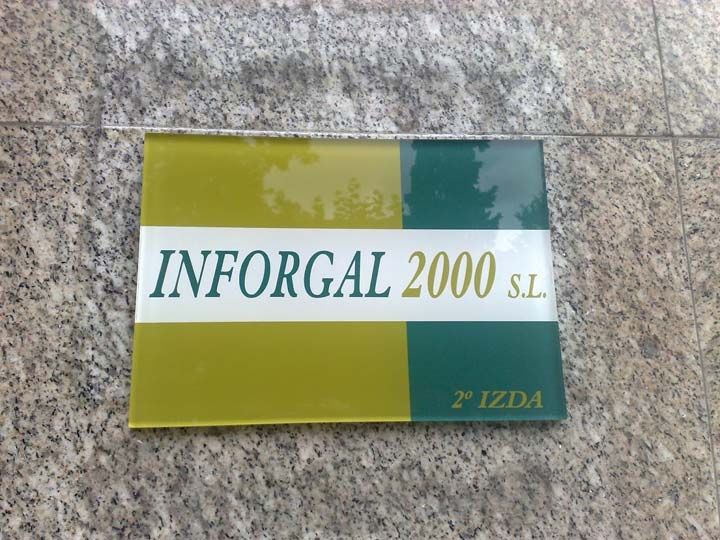 INFORGAL 2000 S.L.
2º IZDA